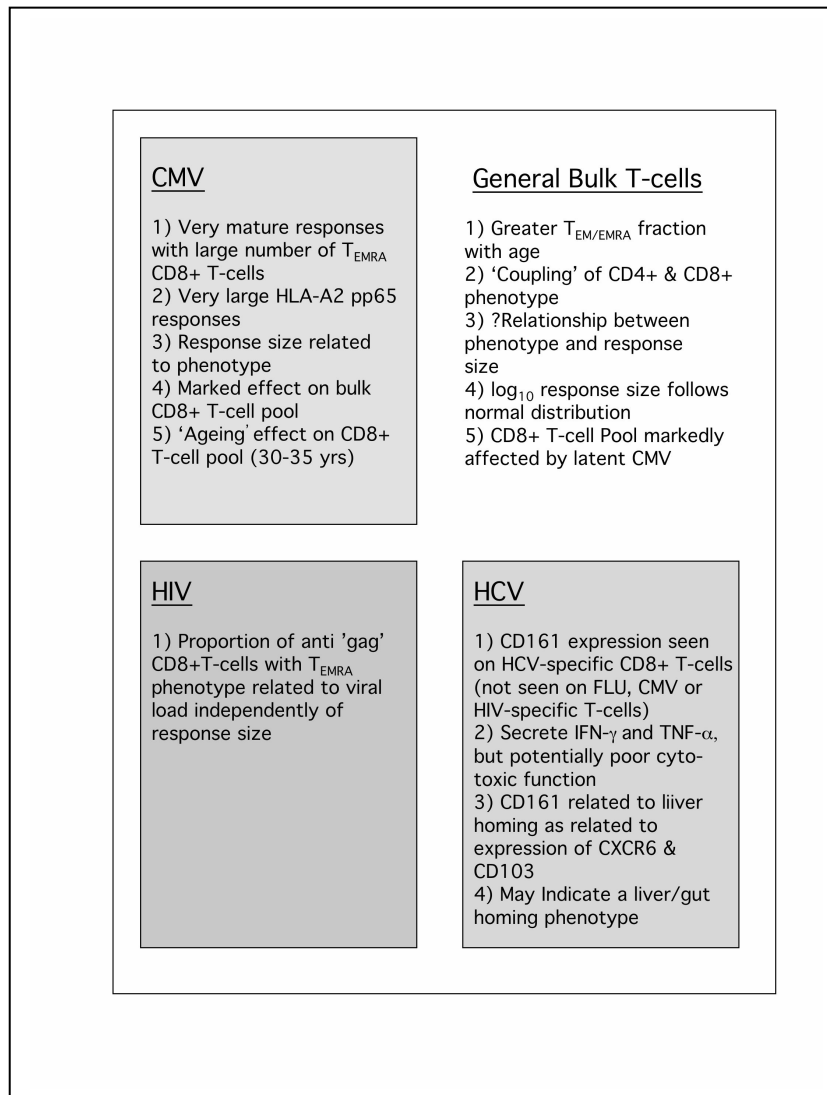 CMV
1) Very mature responses
with large number of TEMRA
CD8+ T-cells
2) Very large HLA-A2 pp65
responses
3) Response size related
to phenotype
4) Marked effect on bulk
CD8+ T-cell pool
5) ‘Ageing’ effect on CD8+
T-cell pool (30-35 yrs)
General Bulk T-cells
1) Greater TEM/EMRA fraction
with age
2) ‘Coupling’ of CD4+ & CD8+
phenotype
3) ?Relationship between
phenotype and response
size
4) log10 response size follows
normal distribution
5) CD8+ T-cell Pool markedly
affected by latent CMV
HIV
1) Proportion of anti ’gag’
CD8+T-cells with TEMRA
phenotype related to viral
load independently of
response size
HCV
1) CD161 expression seen
on HCV-specific CD8+ T-cells
(not seen on FLU, CMV or
HIV-specific T-cells)
2) Secrete IFN-γ and TNF-α,
but potentially poor cyto-
toxic function
3) CD161 related to liiver
homing as related to
expression of CXCR6 &
CD103
4) May Indicate a liver/gut
homing phenotype